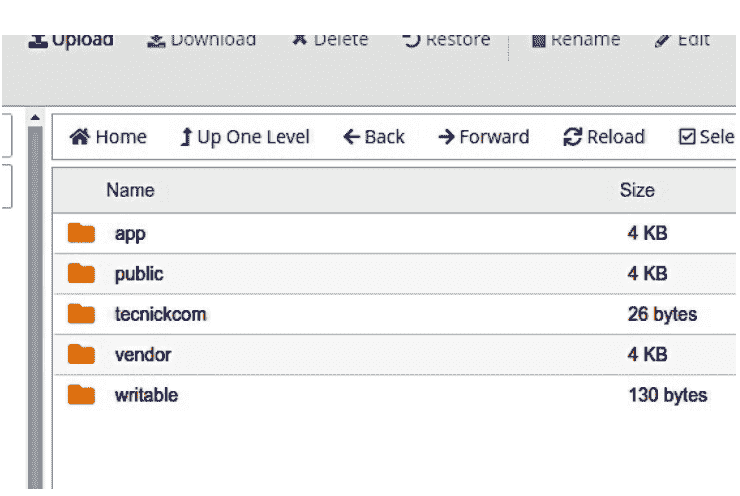 Upload Download Delete Restore Rename Edit
Home Up One Level Back Forward Reload Sele
Name Size
app 4 KB
public 4 KB
tecnickcom 26 bytes
vendor 4 KB
writable 130 bytes